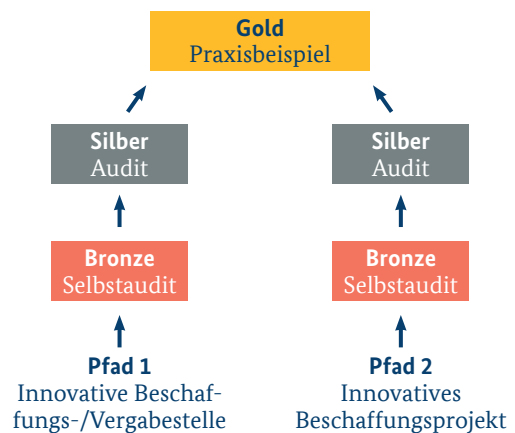 Gold
Praxisbeispiel
Silber
Audit
Silber
Audit
Bronze
Selbstaudit
Bronze
Selbstaudit
Pfad 1
Innovative Beschaf-
fungs-/Vergabestelle
Pfad 2
Innovatives
Beschaffungsprojekt